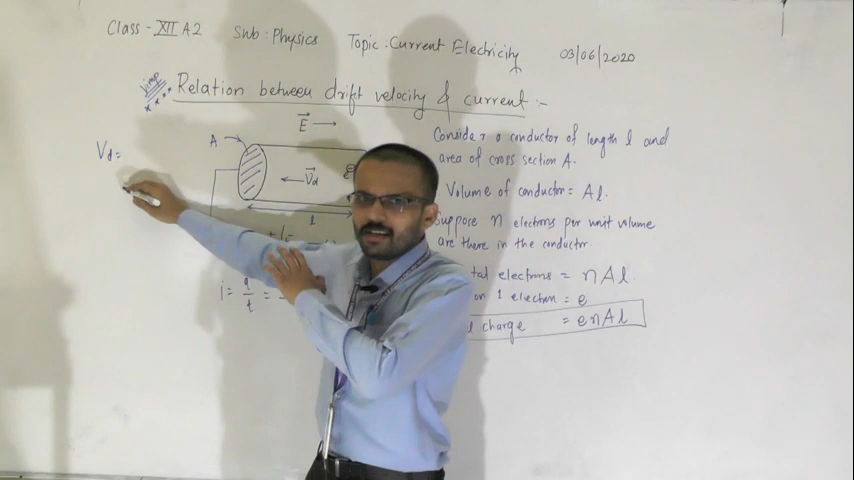 Class - XII A2 Sub : Physics Topic : Current Electricity 03/06/2020
Vimp
Relation between drift velocity & current :-
E
A
Vd
l
Vd =
i = q/t =
Consider a conductor of length l and
area of cross section A.
Volume of conductor = Al.
Suppose n electrons per unit volume
are there in the conductor.
electrons = nAl.
on 1 electron = e
charge = enAl